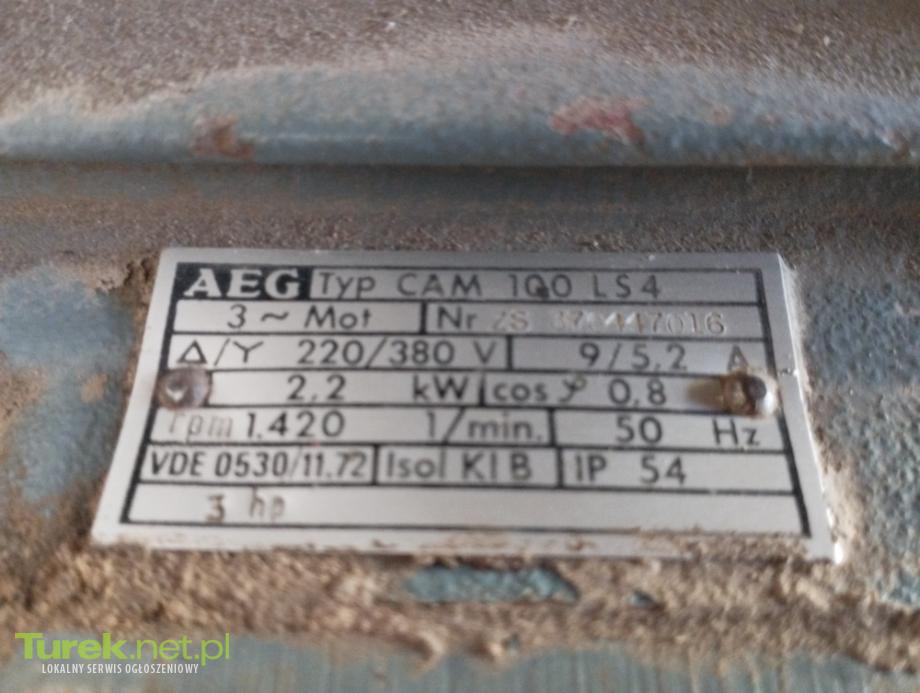 AEG Typ CAM 100 LS4
3 ~ Mot Nr
Δ/Y 220/380 V 9/5,2 A
2,2 kW cos φ 0,8
rpm 1.420 1/min. 50 Hz
VDE 0530/11.72 Isol Kl B IP 54
3 hp
Turek.net.pl
LOKALNY SERWIS OGŁOSZENIOWY